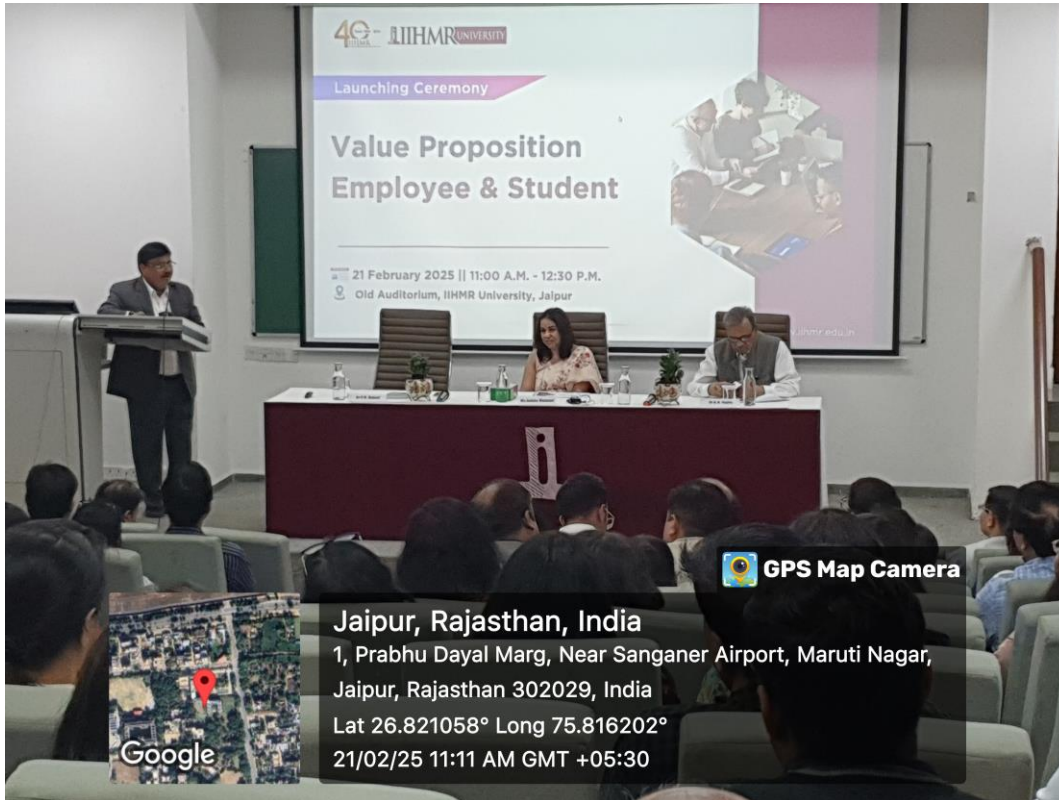 40
IIHMR
IIHMR UNIVERSITY
Launching Ceremony
Value Proposition
Employee & Student
21 February 2025 || 11:00 A.M. - 12:30 P.M.
Old Auditorium, IIHMR University, Jaipur
iihmr.edu.in
GPS Map Camera
Jaipur, Rajasthan, India
1, Prabhu Dayal Marg, Near Sanganer Airport, Maruti Nagar,
Jaipur, Rajasthan 302029, India
Lat 26.821058° Long 75.816202°
21/02/25 11:11 AM GMT +05:30
Google